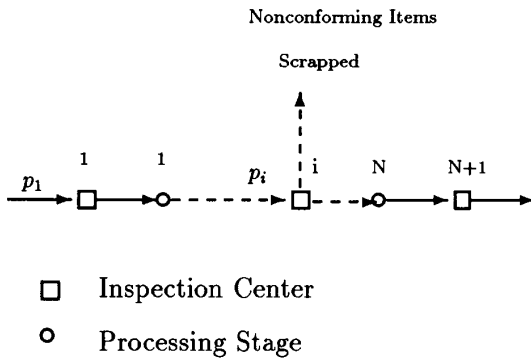 Nonconforming Items
Scrapped
1 1 i N N+1
p₁ pᵢ
Inspection Center
Processing Stage